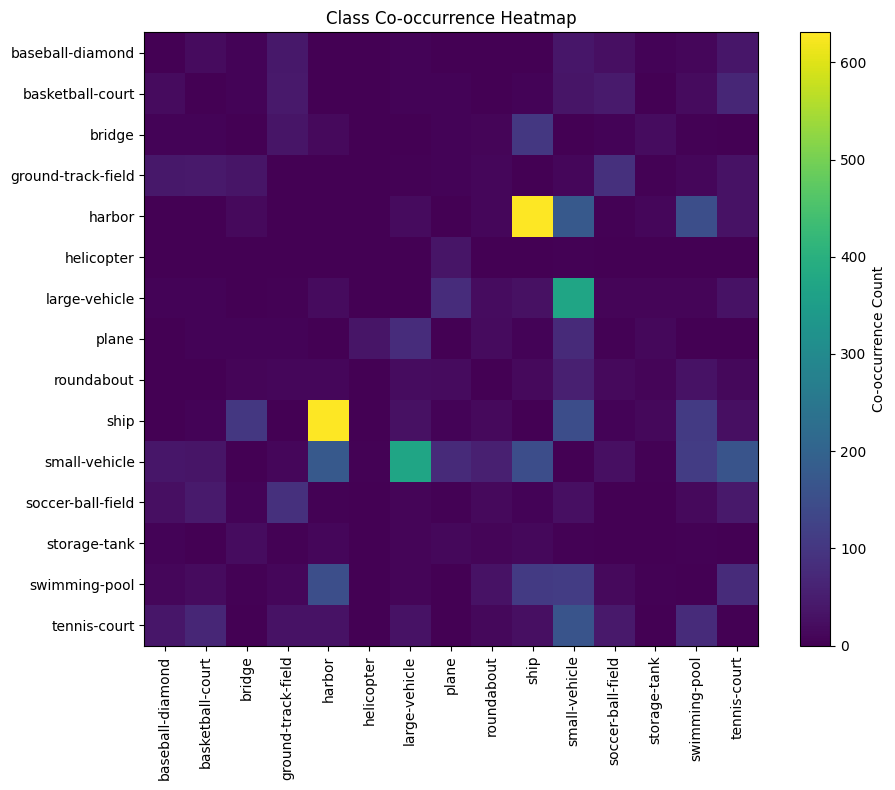 Class Co-occurrence Heatmap
baseball-diamond
basketball-court
bridge
ground-track-field
harbor
helicopter
large-vehicle
plane
roundabout
ship
small-vehicle
soccer-ball-field
storage-tank
swimming-pool
tennis-court
baseball-diamond
basketball-court
bridge
ground-track-field
harbor
helicopter
large-vehicle
plane
roundabout
ship
small-vehicle
soccer-ball-field
storage-tank
swimming-pool
tennis-court
600
500
400
300
200
100
0
Co-occurrence Count